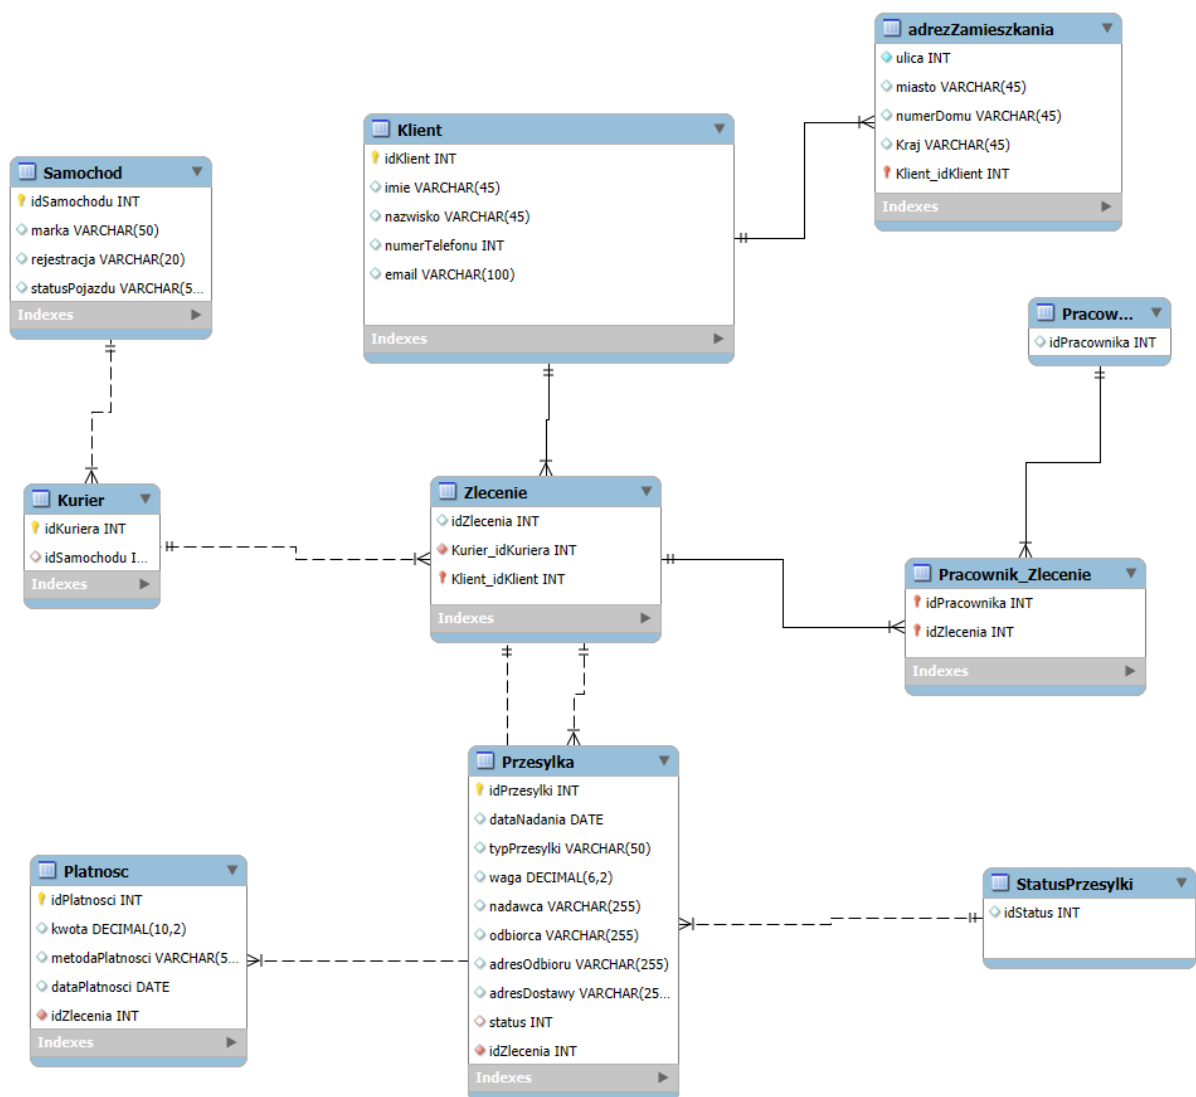 adrezZamieszkania
ulica INT
miasto VARCHAR(45)
numerDomu VARCHAR(45)
Kraj VARCHAR(45)
Klient_idKlient INT
Indexes
Klient
idKlient INT
imie VARCHAR(45)
nazwisko VARCHAR(45)
numerTelefonu INT
email VARCHAR(100)
Indexes
Samochod
idSamochodu INT
marka VARCHAR(50)
rejestracja VARCHAR(20)
statusPojazdu VARCHAR(5...
Indexes
Pracow...
idPracownika INT
Kurier
idKuriera INT
idSamochodu I...
Indexes
Zlecenie
idZlecenia INT
Kurier_idKuriera INT
Klient_idKlient INT
Indexes
Pracownik_Zlecenie
idPracownika INT
idZlecenia INT
Indexes
Przesylka
idPrzesylki INT
dataNadania DATE
typPrzesylki VARCHAR(50)
waga DECIMAL(6,2)
nadawca VARCHAR(255)
odbiorca VARCHAR(255)
adresOdbioru VARCHAR(255)
adresDostawy VARCHAR(25...
status INT
idZlecenia INT
Indexes
Platnosc
idPlatnosci INT
kwota DECIMAL(10,2)
metodaPlatnosci VARCHAR(5...
dataPlatnosci DATE
idZlecenia INT
Indexes
StatusPrzesylki
idStatus INT